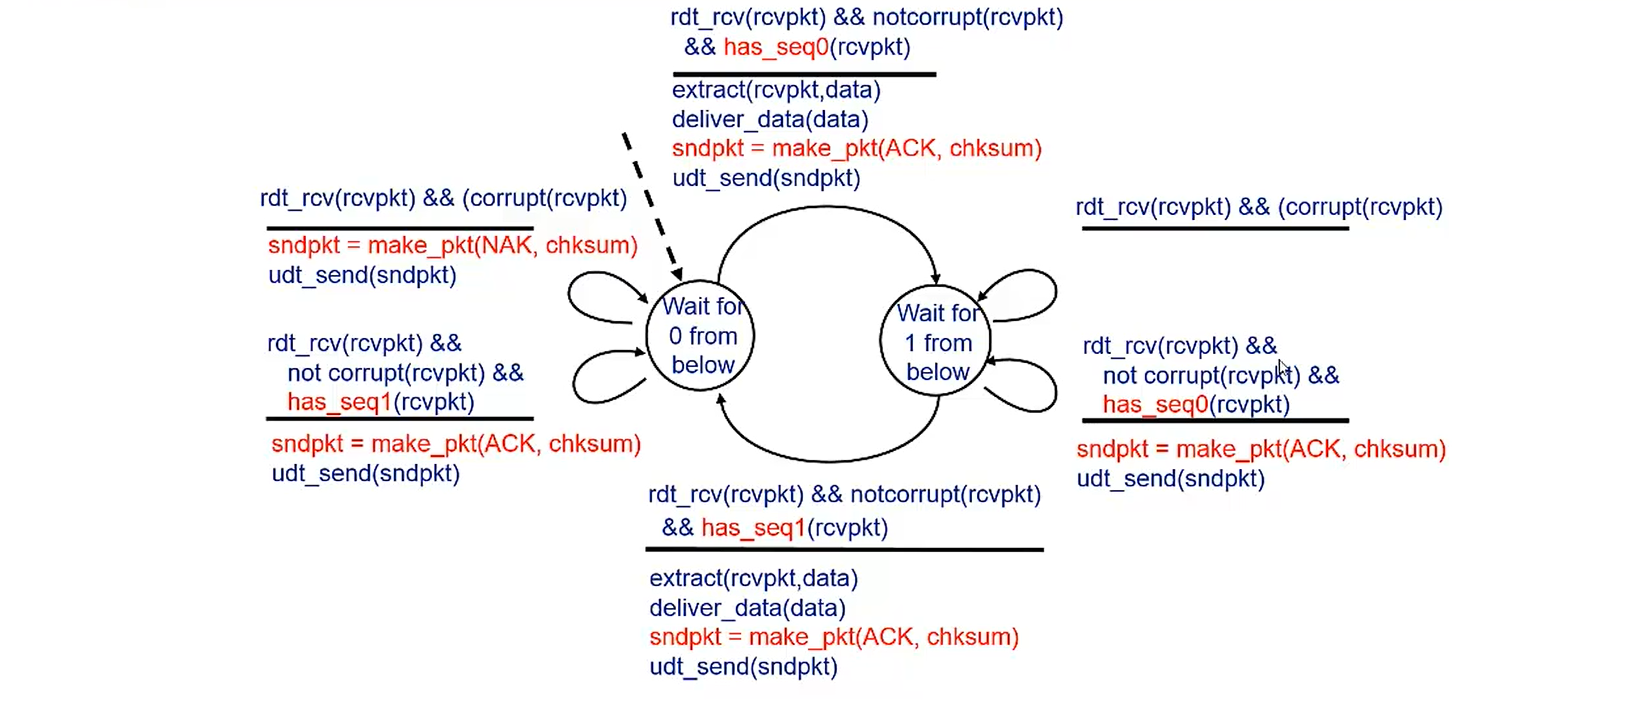 rdt_rcv(rcvpkt) && notcorrupt(rcvpkt)
&& has_seq0(rcvpkt)
extract(rcvpkt,data)
deliver_data(data)
sndpkt = make_pkt(ACK, chksum)
udt_send(sndpkt)
rdt_rcv(rcvpkt) && (corrupt(rcvpkt)
sndpkt = make_pkt(NAK, chksum)
udt_send(sndpkt)
rdt_rcv(rcvpkt) &&
not corrupt(rcvpkt) &&
has_seq1(rcvpkt)
sndpkt = make_pkt(ACK, chksum)
udt_send(sndpkt)
Wait for
0 from
below
Wait for
1 from
below
rdt_rcv(rcvpkt) && (corrupt(rcvpkt)
rdt_rcv(rcvpkt) &&
not corrupt(rcvpkt) &&
has_seq0(rcvpkt)
sndpkt = make_pkt(ACK, chksum)
udt_send(sndpkt)
rdt_rcv(rcvpkt) && notcorrupt(rcvpkt)
&& has_seq1(rcvpkt)
extract(rcvpkt,data)
deliver_data(data)
sndpkt = make_pkt(ACK, chksum)
udt_send(sndpkt)